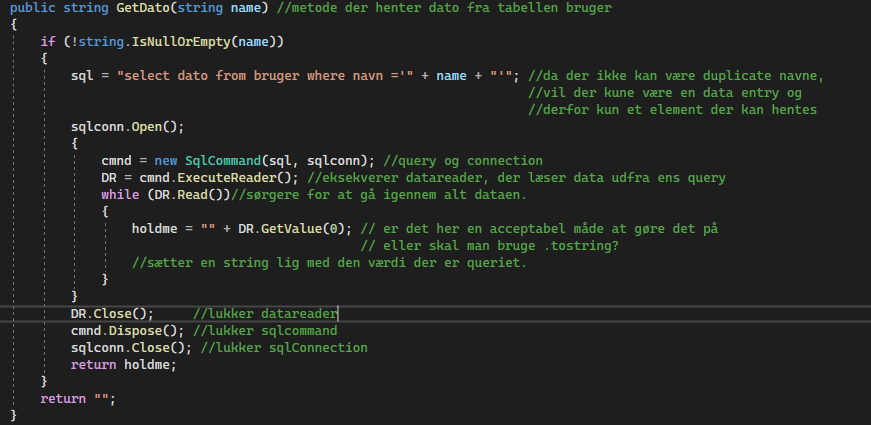 public string GetDato(string name) //metode der henter dato fra tabellen bruger
{
if (!string.IsNullOrEmpty(name))
{
sql = "select dato from bruger where navn ='" + name + "'"; //da der ikke kan være duplicate navne,
//vil der kune være en data entry og
//derfor kun et element der kan hentes
sqlconn.Open();
{
cmnd = new SqlCommand(sql, sqlconn); //query og connection
DR = cmnd.ExecuteReader(); //eksekverer datareader, der læser data udfra ens query
while (DR.Read())//sørgere for at gå igennem alt dataen.
{
holdme = "" + DR.GetValue(0); // er det her en acceptabel måde at gøre det på
// eller skal man bruge .tostring?
//sætter en string lig med den værdi der er queriet.
}
}
DR.Close(); //lukker datareader
cmnd.Dispose(); //lukker sqlcommand
sqlconn.Close(); //lukker sqlConnection
return holdme;
}
return "";
}